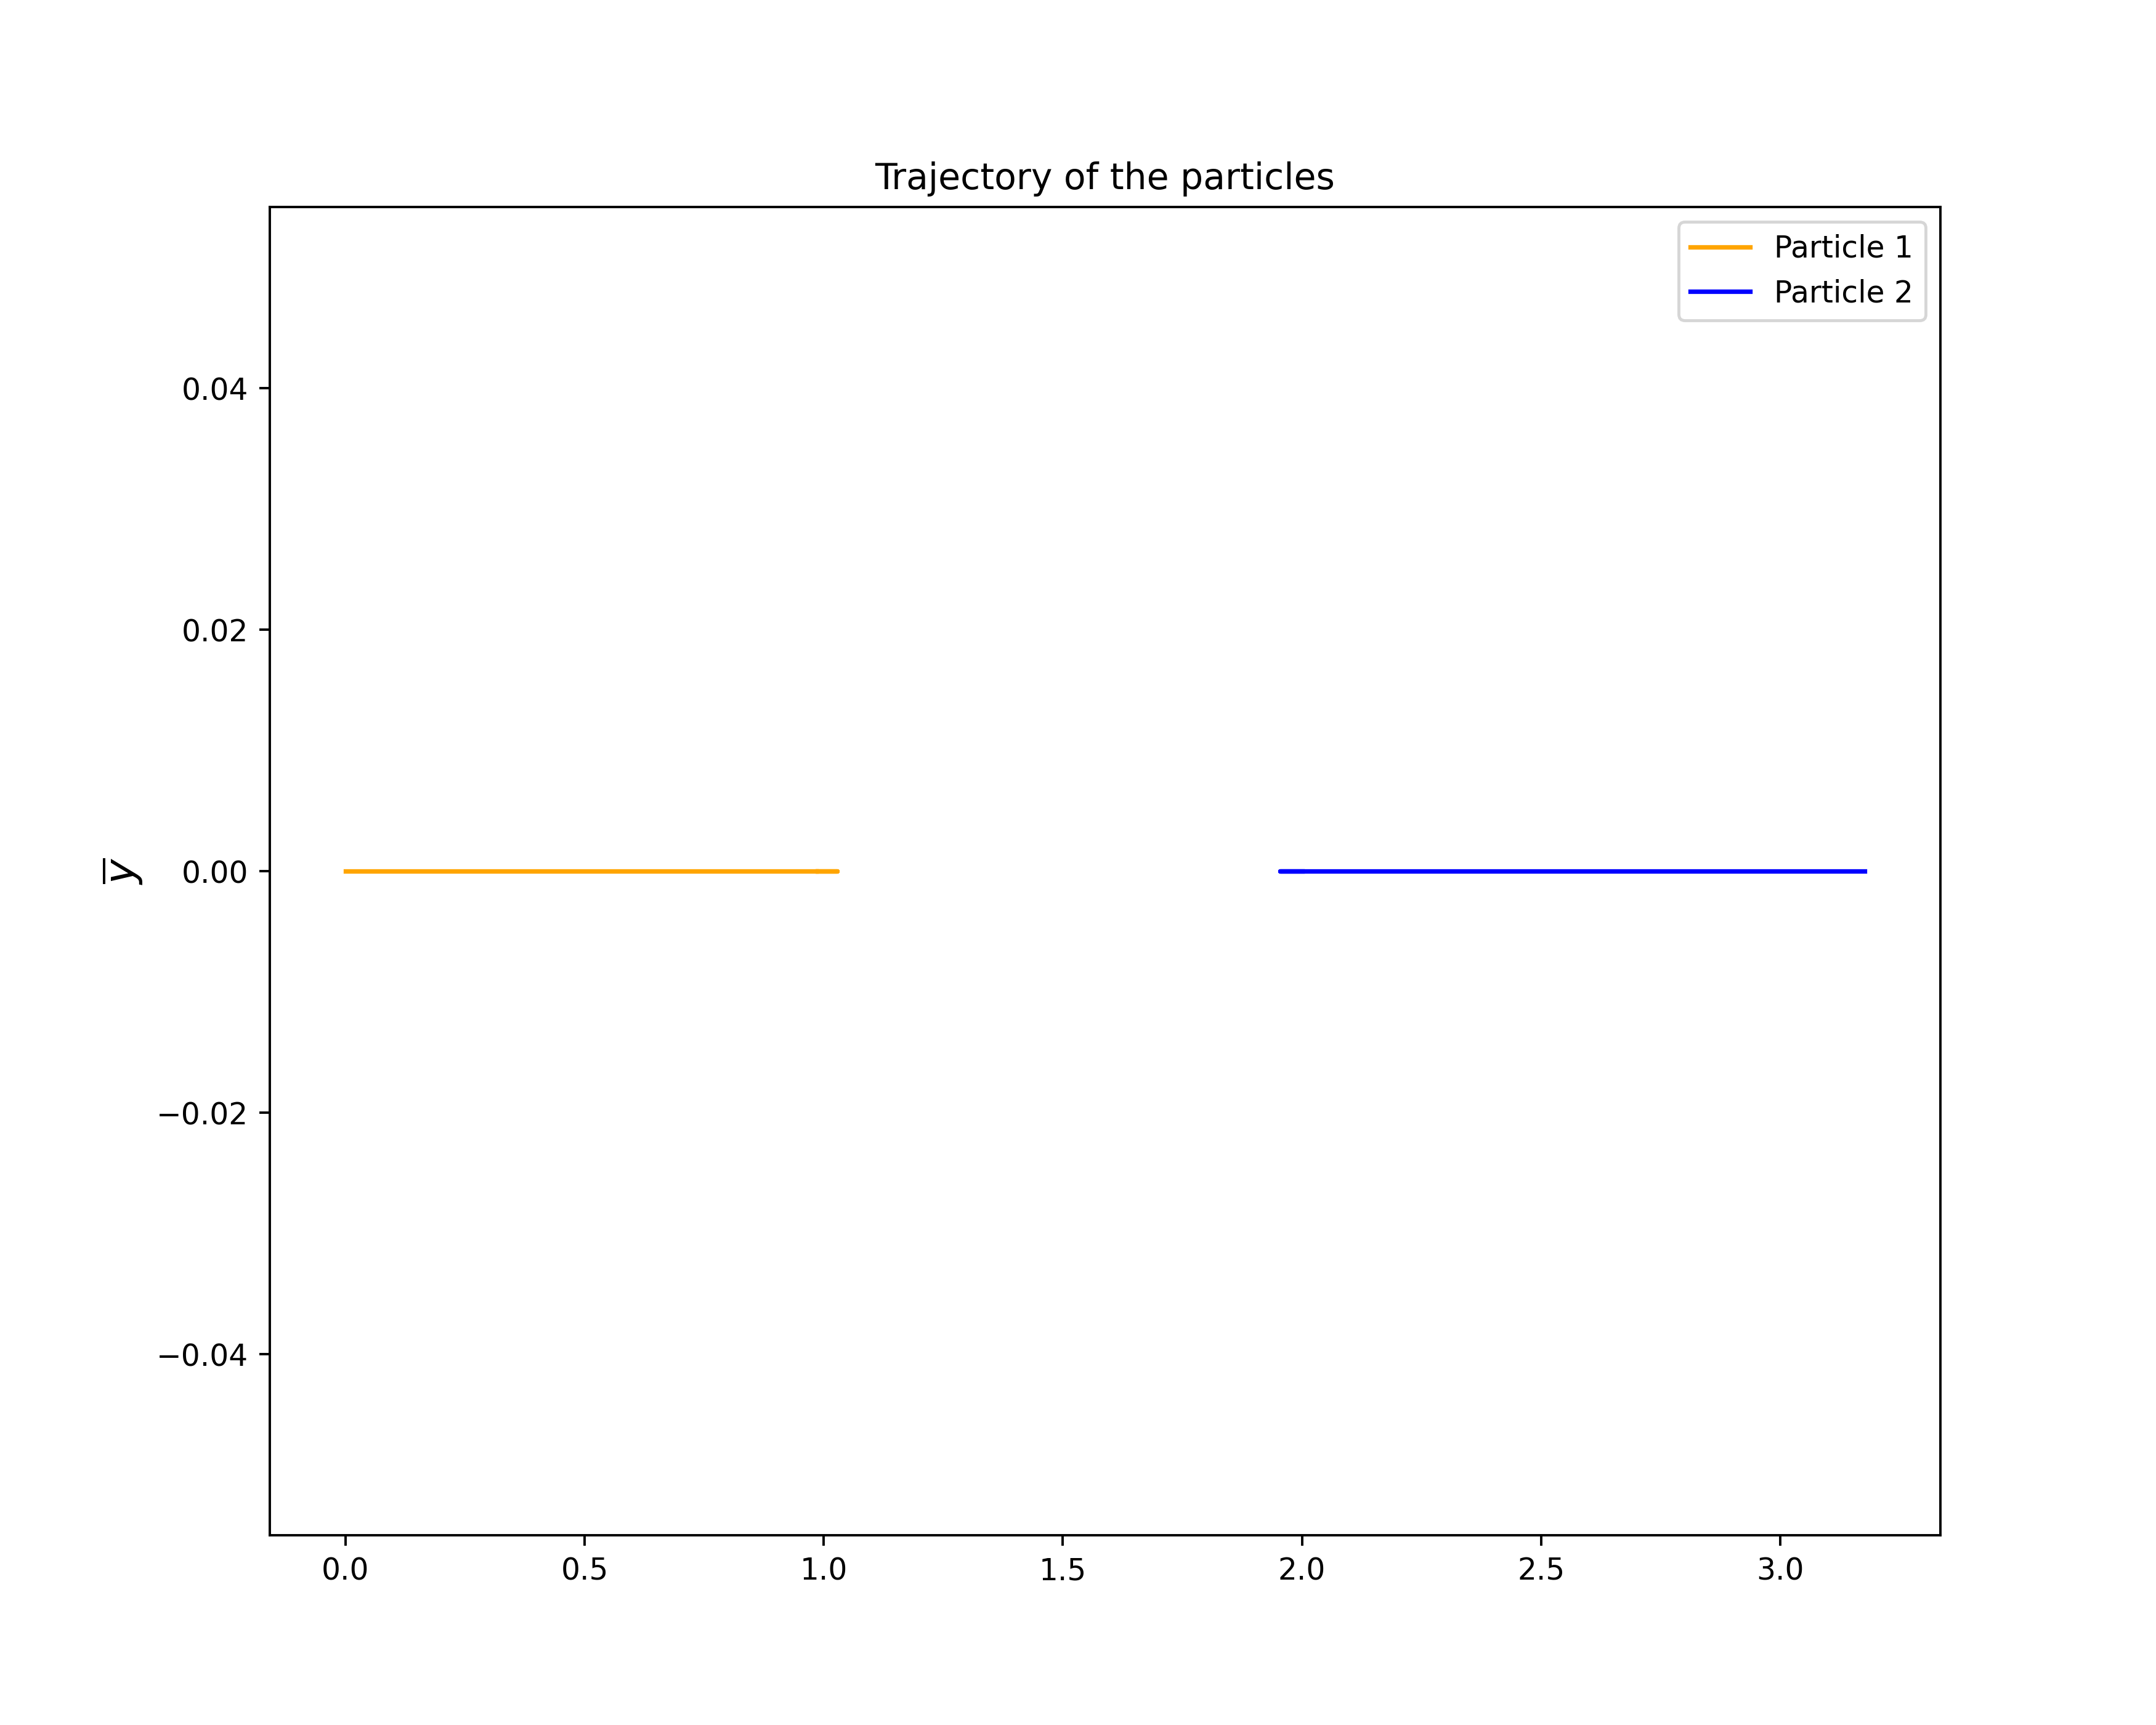 Trajectory of the particles
Particle 1
Particle 2
0.04
0.02
0.00
−0.02
−0.04
y̅
0.0 0.5 1.0 1.5 2.0 2.5 3.0